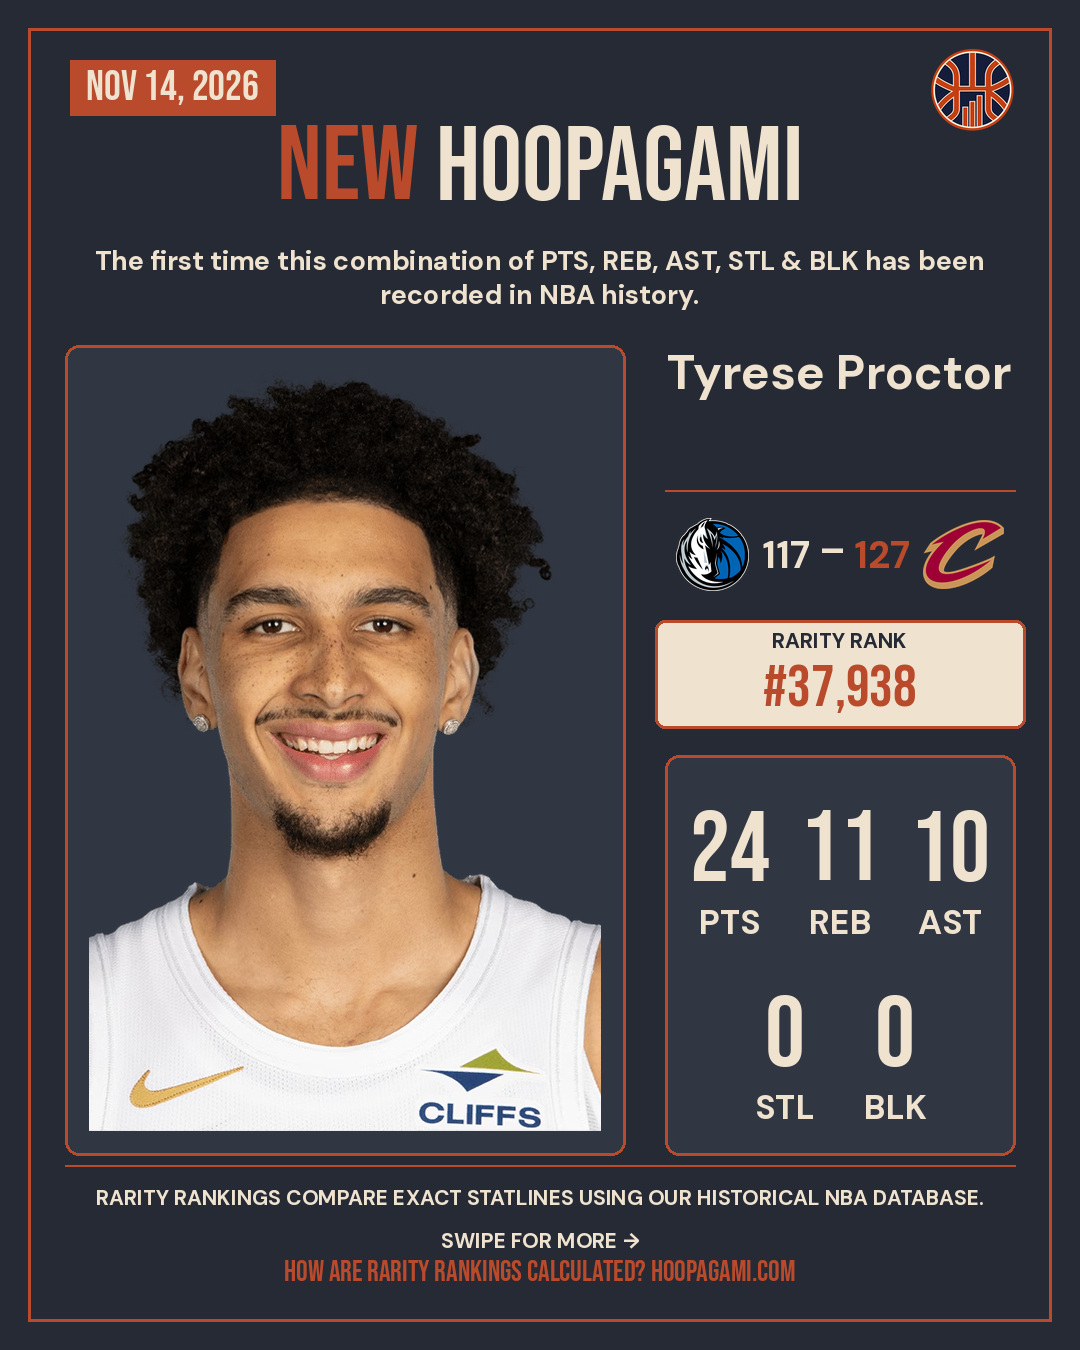 NOV 14, 2026
NEW HOOPAGAMI
The first time this combination of PTS, REB, AST, STL & BLK has been
recorded in NBA history.
Tyrese Proctor
117 – 127
RARITY RANK
#37,938
24 11 10
PTS REB AST
0 0
STL BLK
CLIFFS
RARITY RANKINGS COMPARE EXACT STATLINES USING OUR HISTORICAL NBA DATABASE.
SWIPE FOR MORE →
HOW ARE RARITY RANKINGS CALCULATED? HOOPAGAMI.COM